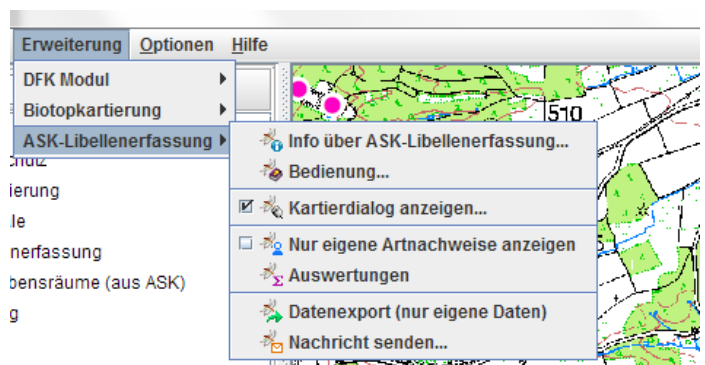 Erweiterung Optionen Hilfe
DFK Modul
Biotopkartierung
ASK-Libellenerfassung
510
Info über ASK-Libellenerfassung...
Bedienung...
Kartierdialog anzeigen...
Nur eigene Artnachweise anzeigen
Auswertungen
Datenexport (nur eigene Daten)
Nachricht senden...
ierung
le
nerfassung
bensräume (aus ASK)
g